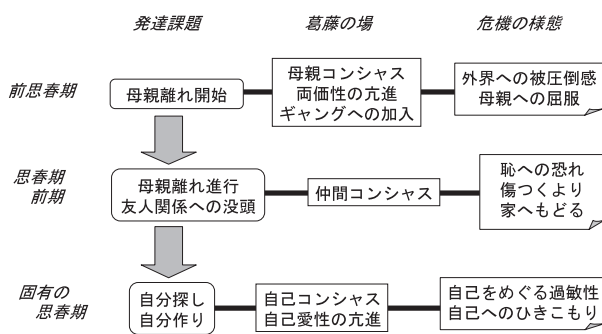 発達課題
葛藤の場
危機の様態
前思春期
母親離れ開始
母親コンシャス
両価性の亢進
ギャングへの加入
外界への被圧倒感
母親への屈服
思春期
前期
母親離れ進行
友人関係への没頭
仲間コンシャス
恥への恐れ
傷つくより
家へもどる
固有の
思春期
自分探し
自分作り
自己コンシャス
自己愛性の亢進
自己をめぐる過敏性
自己へのひきこもり